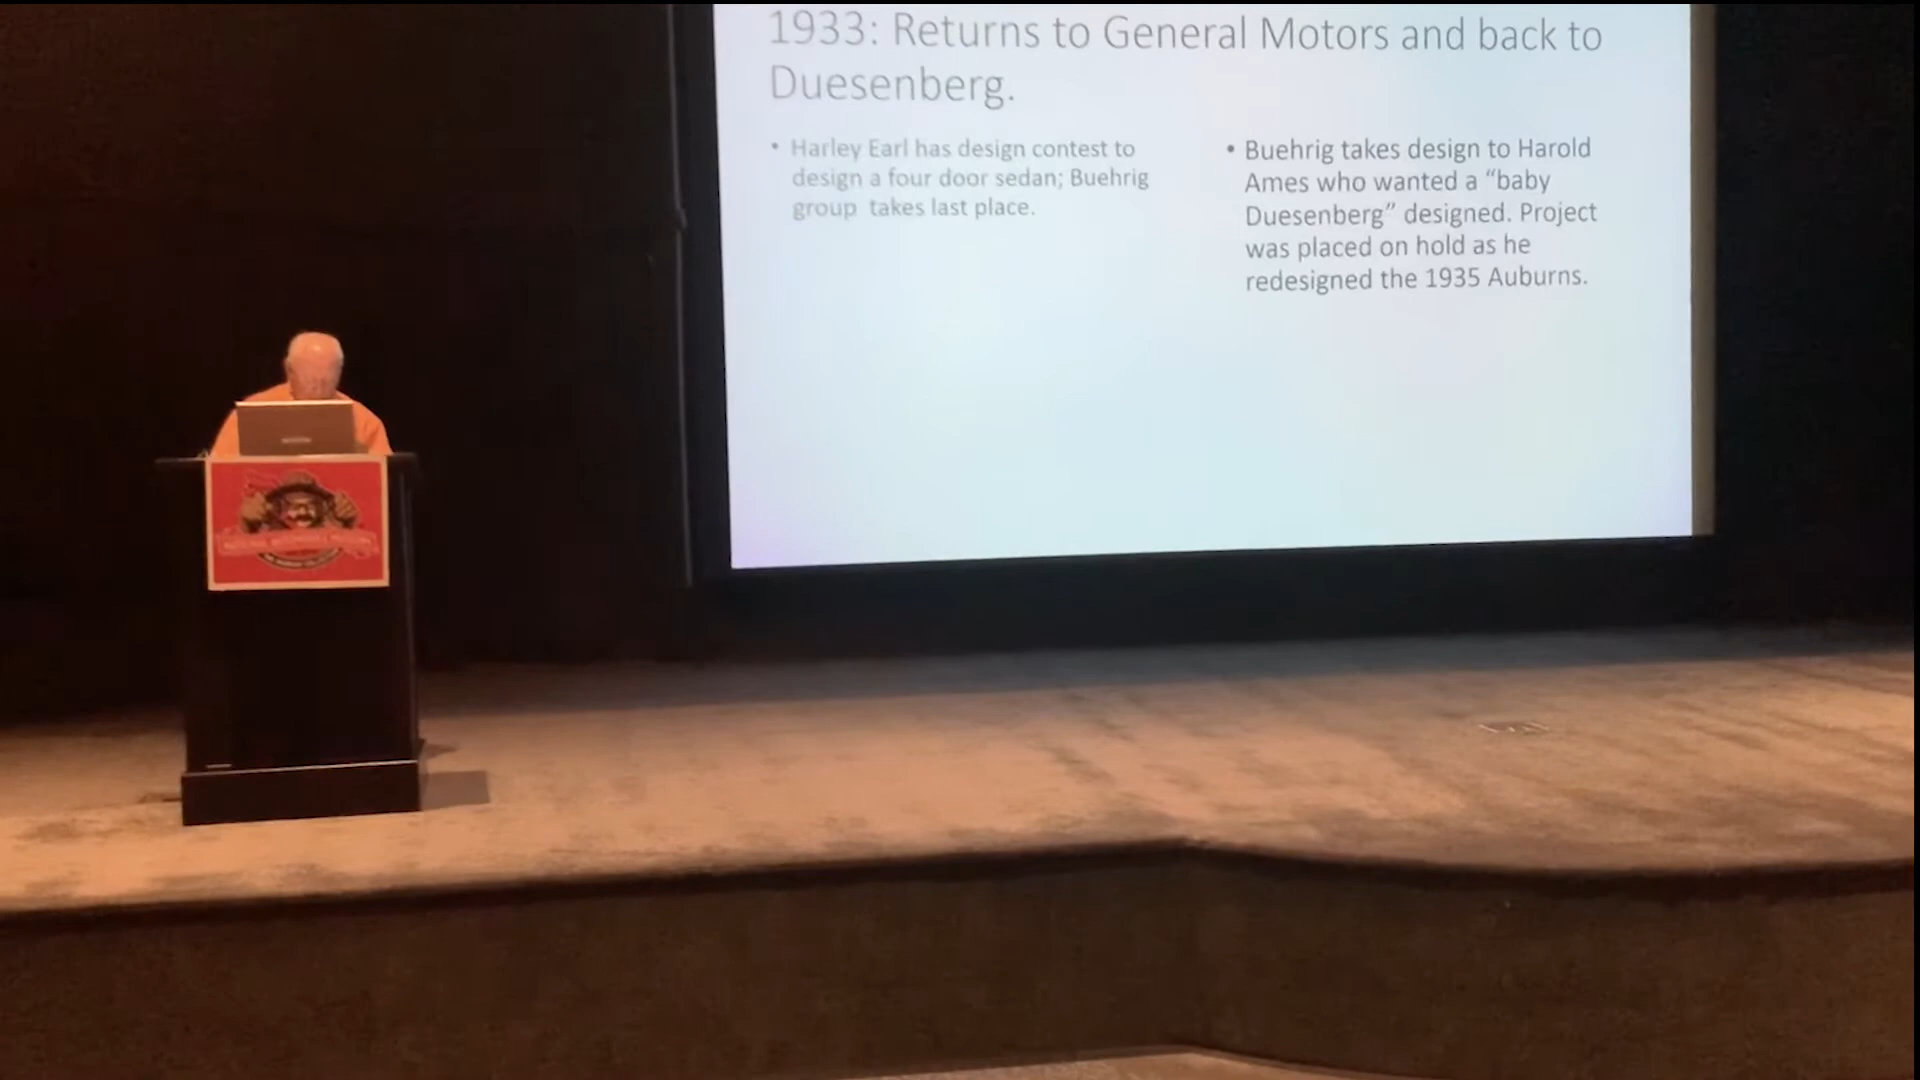 1933: Returns to General Motors and back to
Duesenberg.
• Harley Earl has design contest to
design a four door sedan; Buehrig
group takes last place.
• Buehrig takes design to Harold
Ames who wanted a “baby
Duesenberg” designed. Project
was placed on hold as he
redesigned the 1935 Auburns.